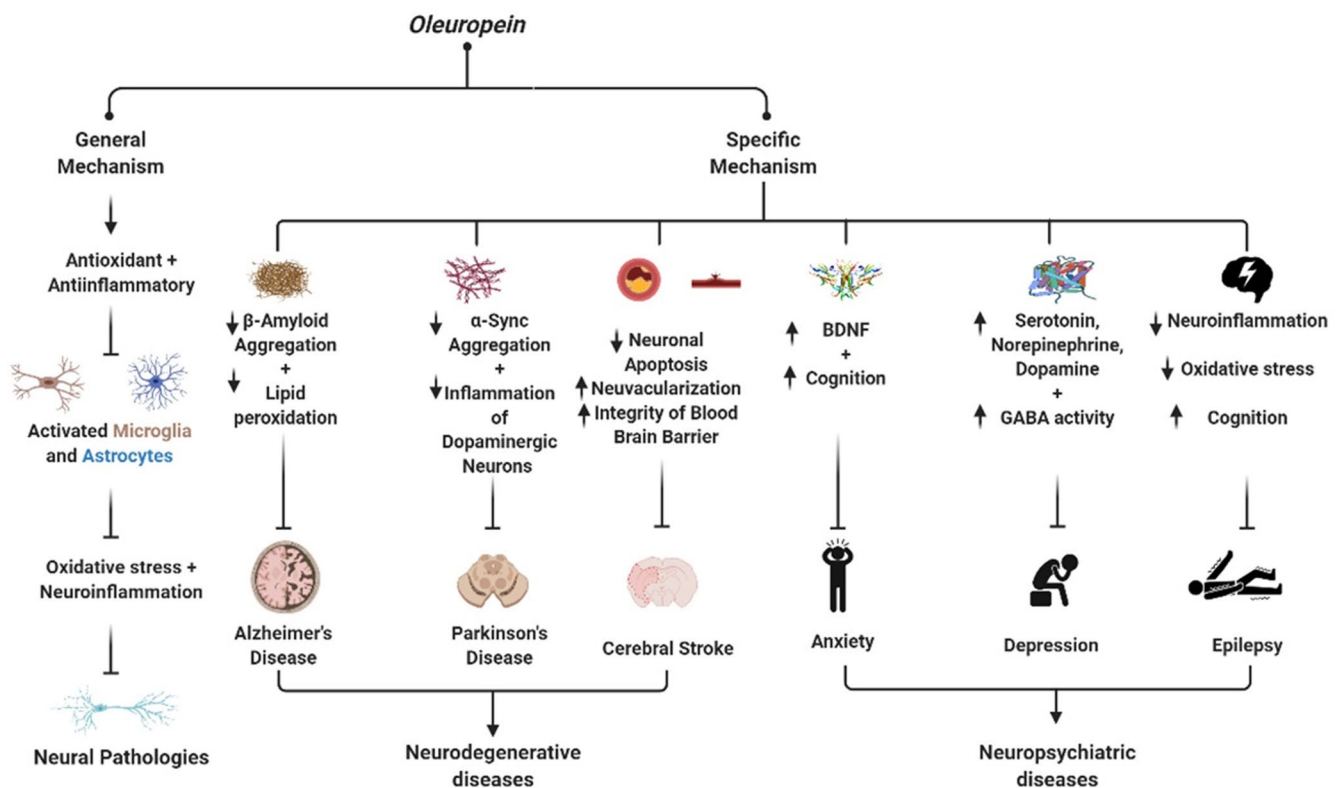 Oleuropein
General
Mechanism
Antioxidant +
Antiinflammatory
Activated Microglia
and Astrocytes
Oxidative stress +
Neuroinflammation
Neural Pathologies
Specific
Mechanism
β-Amyloid
Aggregation
+
Lipid
peroxidation
Alzheimer's
Disease
α-Sync
Aggregation
+
Inflammation
of
Dopaminergic
Neurons
Parkinson's
Disease
Neuronal
Apoptosis
Neuvacularization
Integrity of Blood
Brain Barrier
Cerebral Stroke
Neurodegenerative
diseases
BDNF
+
Cognition
Anxiety
Serotonin,
Norepinephrine,
Dopamine
+
GABA activity
Depression
Neuroinflammation
Oxidative stress
Cognition
Epilepsy
Neuropsychiatric
diseases